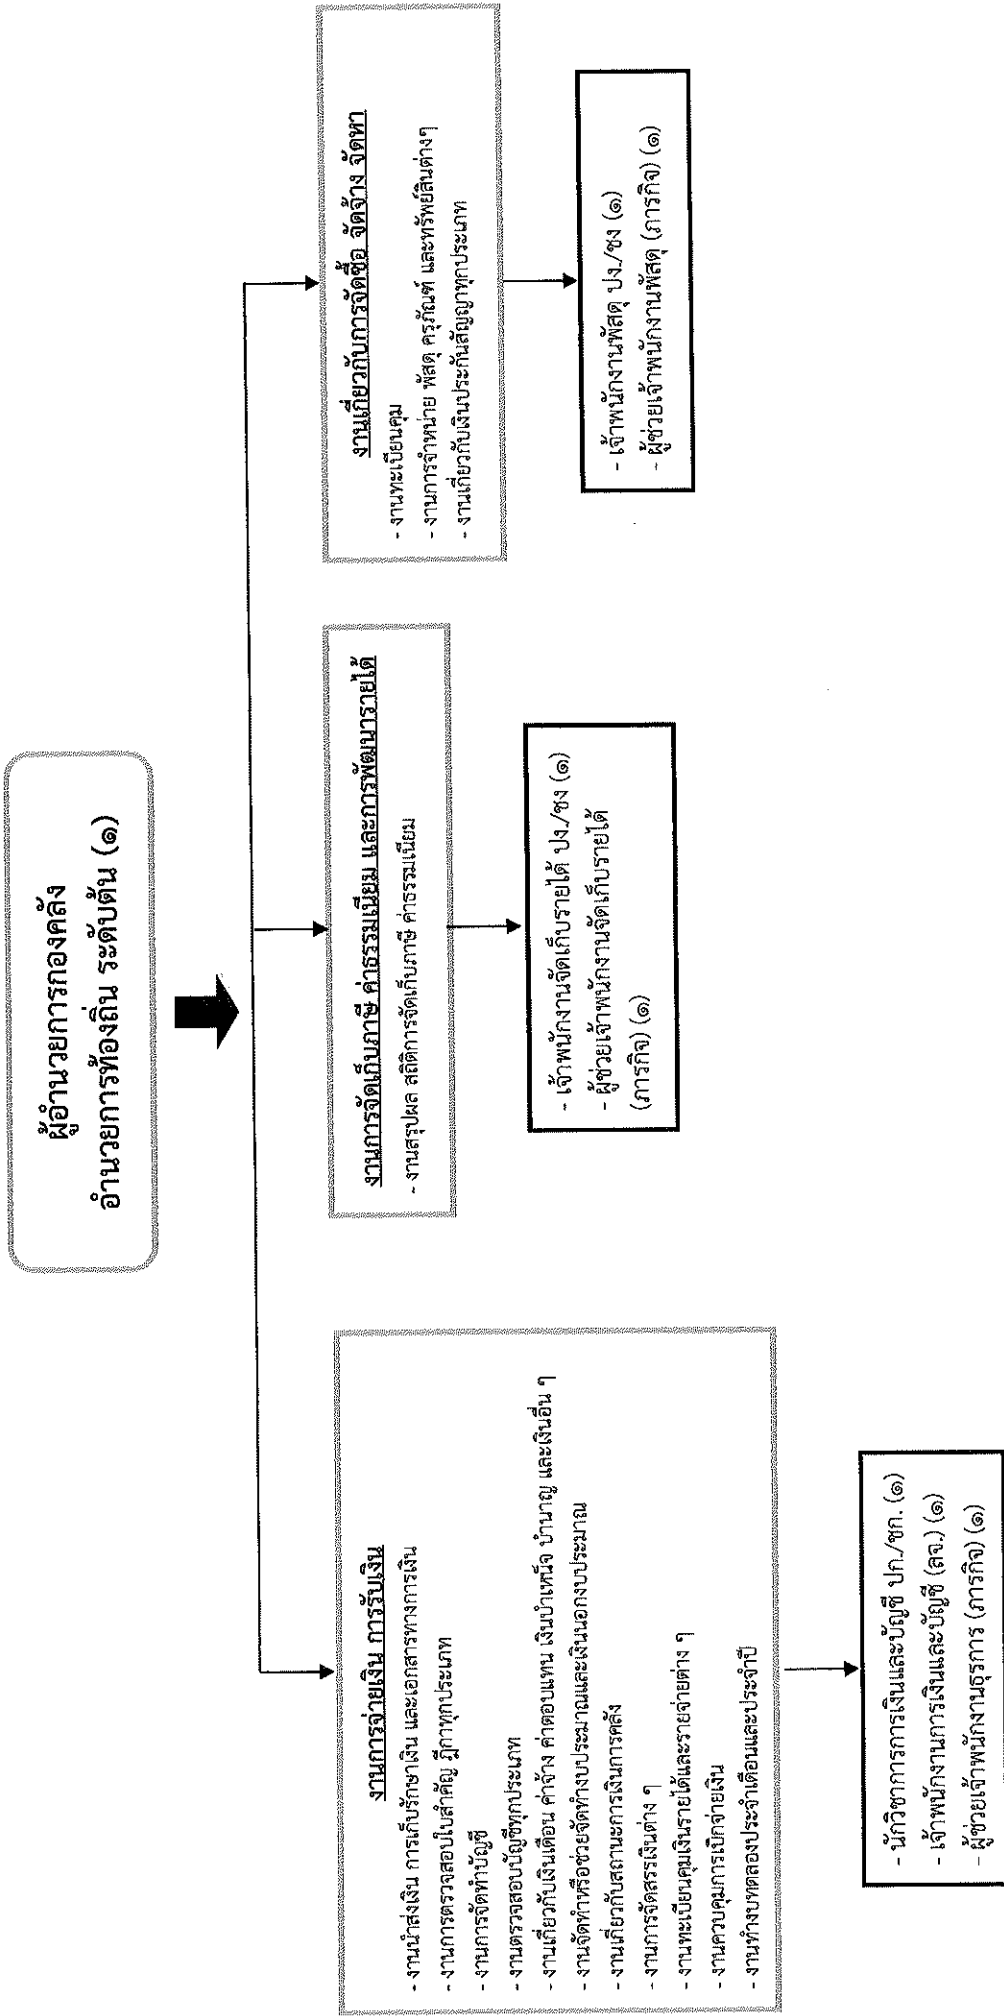 ผู้อำนวยการกองคลัง
อำนวยการท้องถิ่น ระดับต้น (๑)
งานการจ่ายเงิน การรับเงิน
- งานนำส่งเงิน การเก็บรักษาเงิน และเอกสารทางการเงิน
- งานการตรวจสอบใบสำคัญ ฎีกาทุกประเภท
- งานการจัดทำบัญชี
- งานตรวจสอบบัญชีทุกประเภท
- งานเกี่ยวกับเงินเดือน ค่าจ้าง ค่าตอบแทน เงินบำเหน็จ บำนาญ และเงินอื่น ๆ
- งานจัดทำหรือช่วยจัดทำงบประมาณและเงินนอกงบประมาณ
- งานเกี่ยวกับสถานะการเงินการคลัง
- งานการจัดสรรเงินต่าง ๆ
- งานทะเบียนคุมเงินรายได้และรายจ่ายต่าง ๆ
- งานควบคุมการเบิกจ่ายเงิน
- งานทำงบทดลองประจำเดือนและประจำปี
- นักวิชาการการเงินและบัญชี ปก./ชก. (๑)
- เจ้าพนักงานการเงินและบัญชี (ลจ.) (๑)
- ผู้ช่วยเจ้าพนักงานธุรการ (ภารกิจ) (๑)
งานการจัดเก็บภาษี ค่าธรรมเนียม และการพัฒนารายได้
- งานสรุปผล สถิติการจัดเก็บภาษี ค่าธรรมเนียม
- เจ้าพนักงานจัดเก็บรายได้ ปง./ชง (๑)
- ผู้ช่วยเจ้าพนักงานจัดเก็บรายได้
(ภารกิจ) (๑)
งานเกี่ยวกับการจัดซื้อ จัดจ้าง จัดหา
- งานทะเบียนคุม
- งานการจำหน่าย พัสดุ ครุภัณฑ์ และทรัพย์สินต่างๆ
- งานเกี่ยวกับเงินประกันสัญญาทุกประเภท
- เจ้าพนักงานพัสดุ ปง./ชง (๑)
- ผู้ช่วยเจ้าพนักงานพัสดุ (ภารกิจ) (๑)